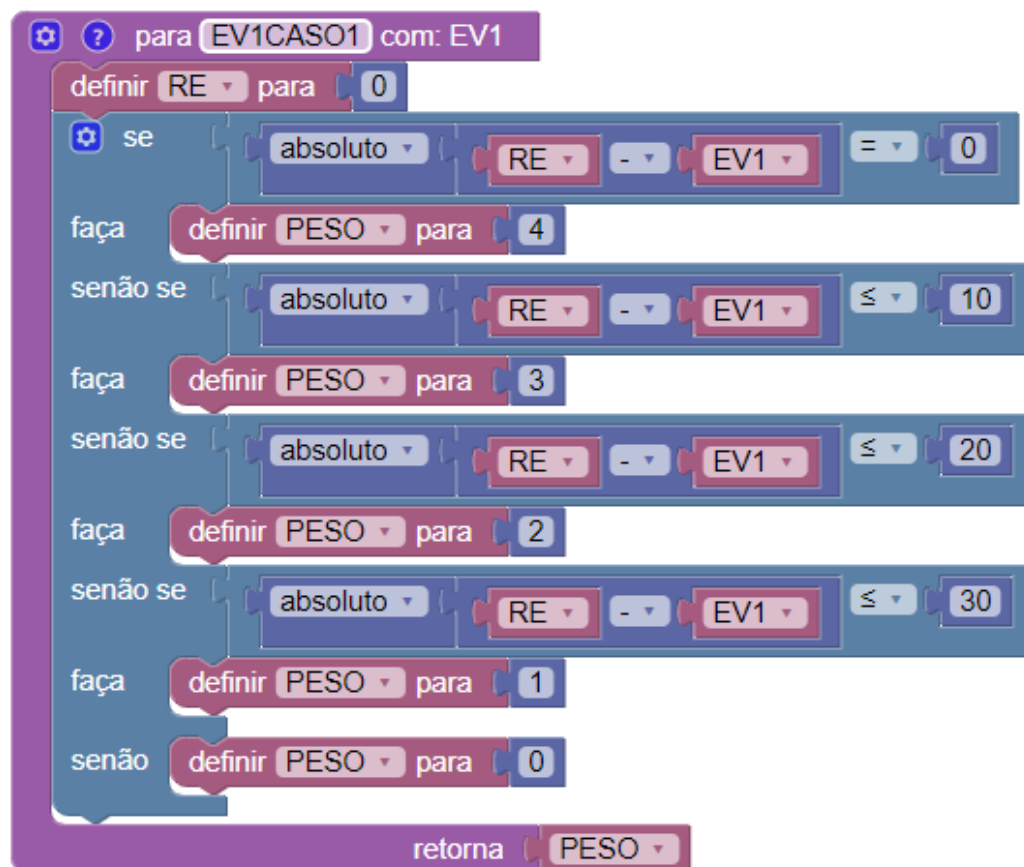 ? para EV1CASO1 com: EV1
definir RE para 0
se absoluto RE - EV1 = 0
faça definir PESO para 4
senão se absoluto RE - EV1 ≤ 10
faça definir PESO para 3
senão se absoluto RE - EV1 ≤ 20
faça definir PESO para 2
senão se absoluto RE - EV1 ≤ 30
faça definir PESO para 1
senão definir PESO para 0
retorna PESO